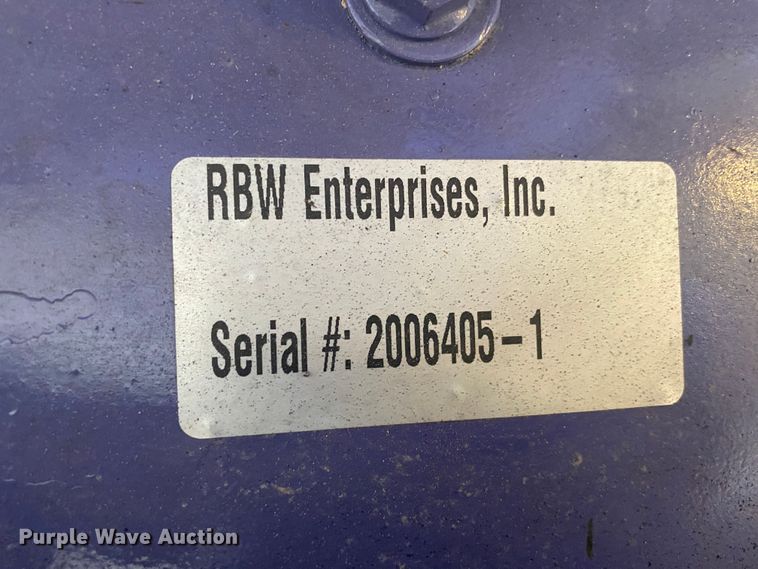 RBW Enterprises, Inc.
Serial #: 2006405-1
Purple Wave Auction